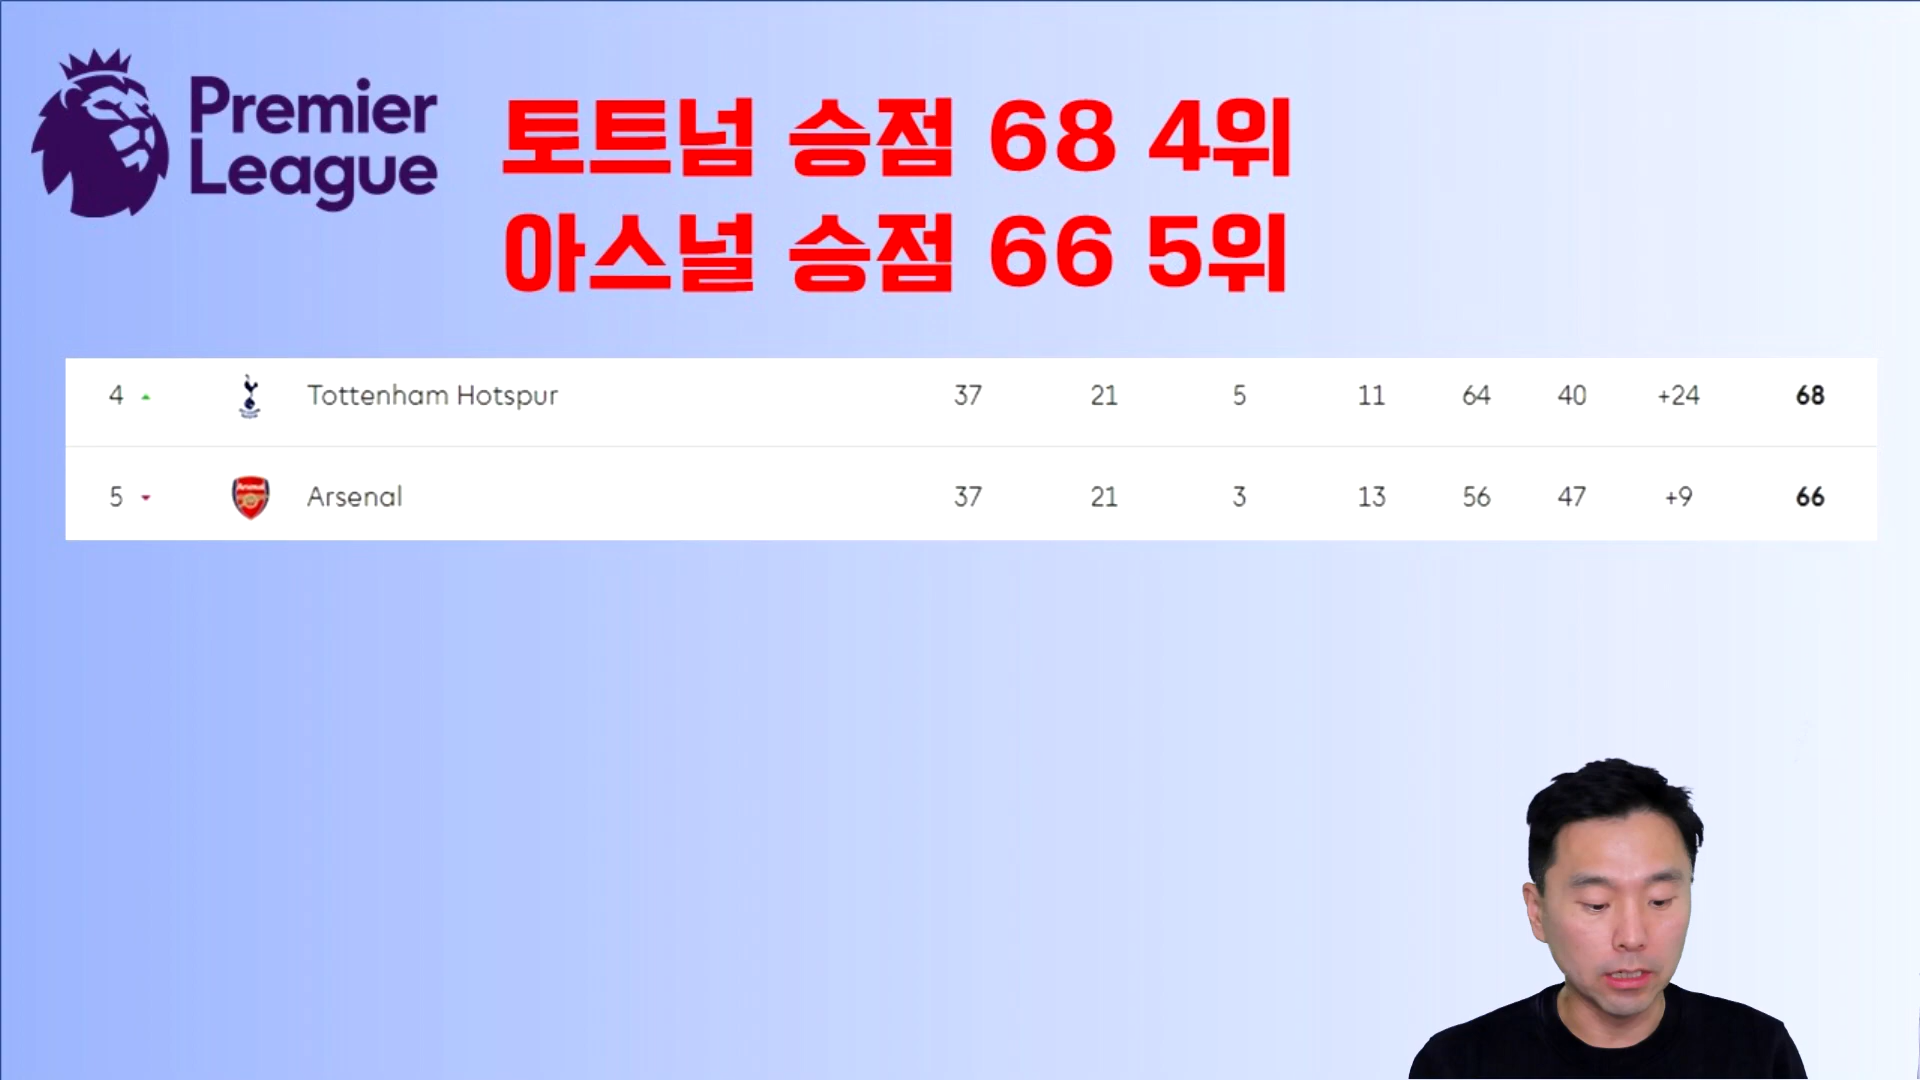 Premier
League
토트넘 승점 68 4위
아스널 승점 66 5위
4 Tottenham Hotspur 37 21 5 11 64 40 +24 68
5 Arsenal 37 21 3 13 56 47 +9 66